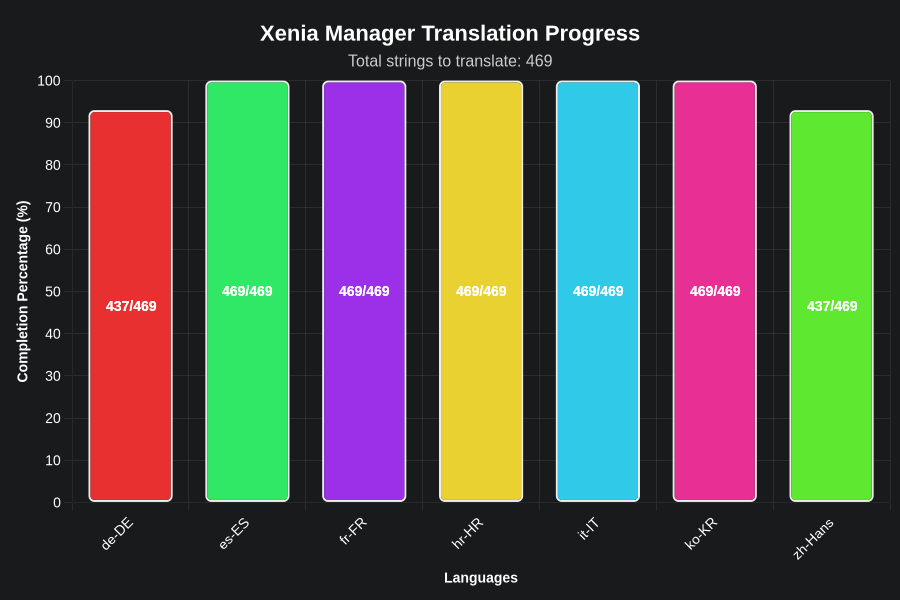 Xenia Manager Translation Progress
Total strings to translate: 469
Completion Percentage (%)
100
90
80
70
60
50
40
30
20
10
0
437/469
469/469
469/469
469/469
469/469
469/469
437/469
de-DE
es-ES
fr-FR
hr-HR
it-IT
ko-KR
zh-Hans
Languages